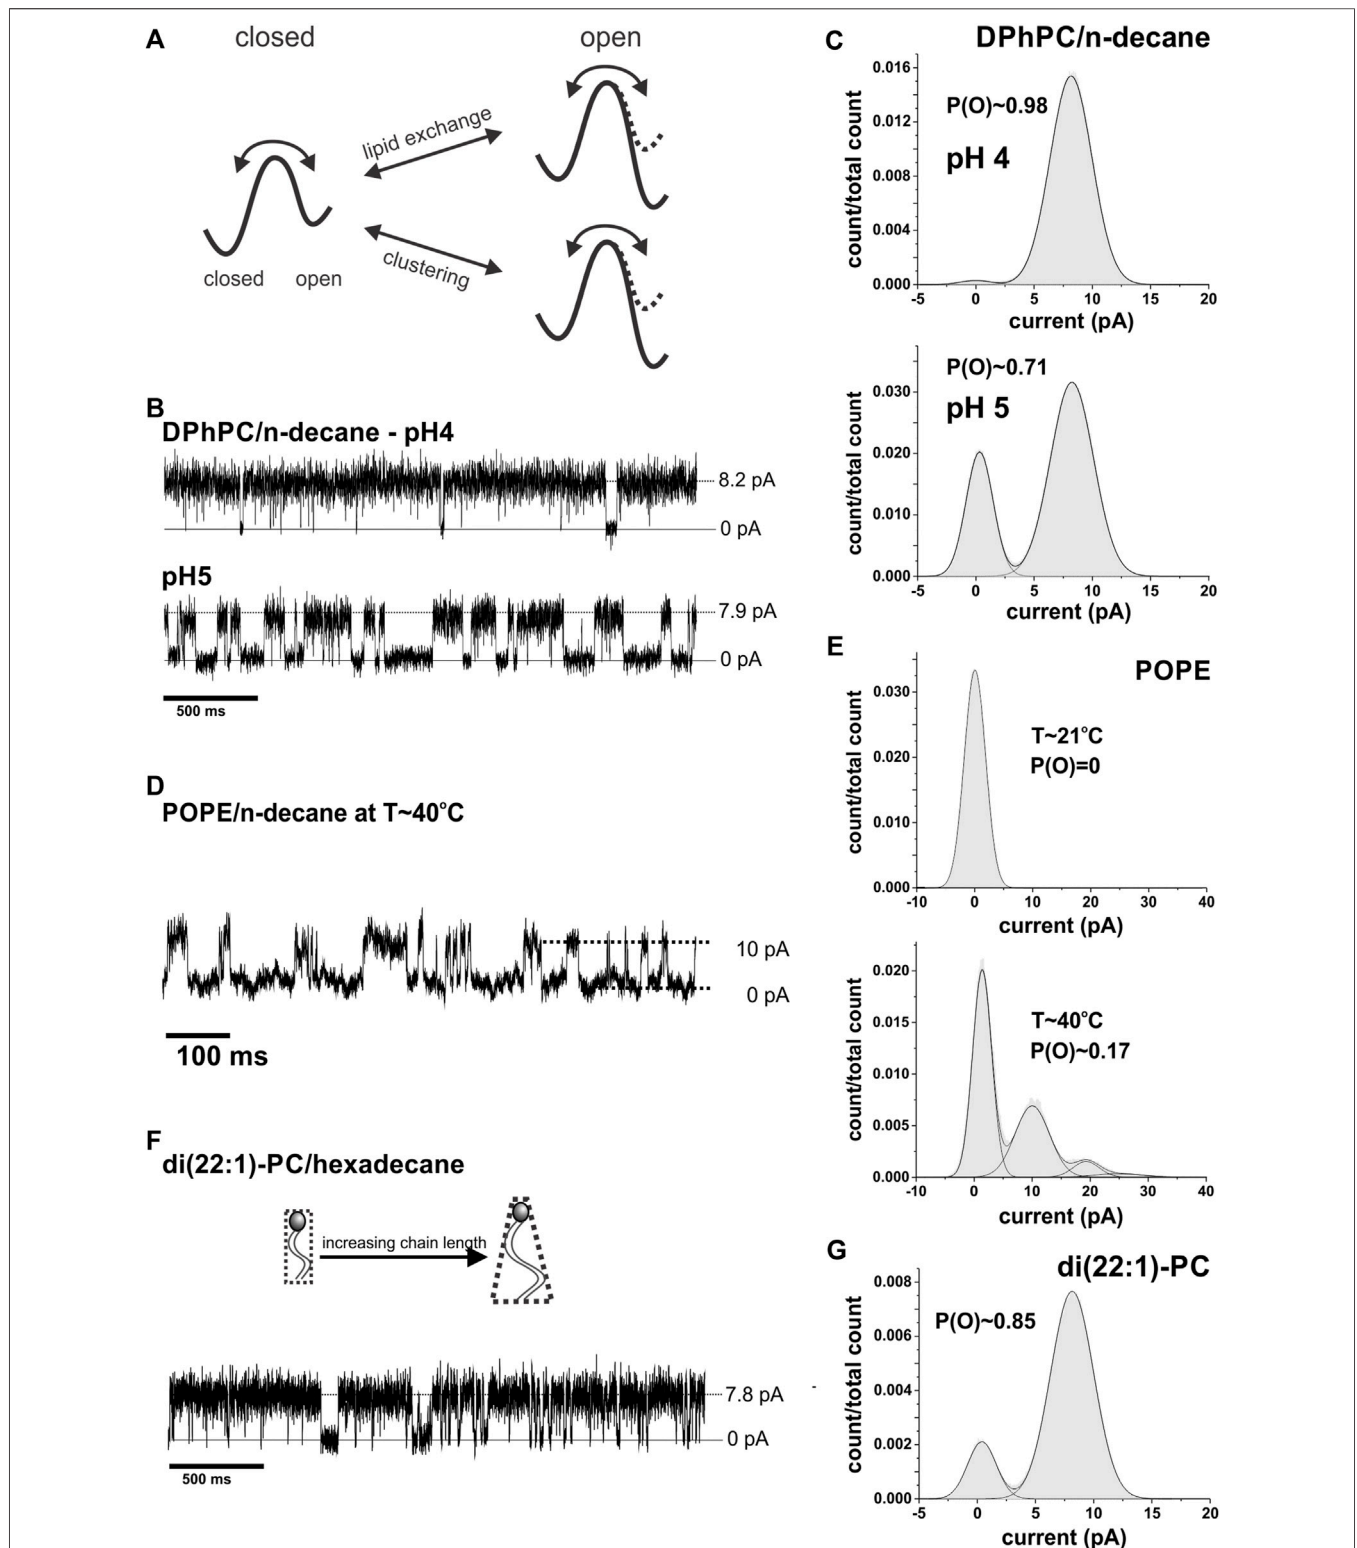 A
closed
open
lipid exchange
clustering
closed
open
B
DPhPC/n-decane - pH4
8.2 pA
0 pA
pH5
7.9 pA
0 pA
500 ms
D
POPE/n-decane at T~40°C
10 pA
0 pA
100 ms
F
di(22:1)-PC/hexadecane
increasing chain length
7.8 pA
0 pA
500 ms
C
DPhPC/n-decane
0.016
0.012
0.008
0.004
0.000
count/total count
P(O)~0.98
pH 4
-5
0
5
10
15
20
current (pA)
0.030
0.020
0.010
0.000
count/total count
P(O)~0.71
pH 5
-5
0
5
10
15
20
current (pA)
E
POPE
0.030
0.020
0.010
0.000
count/total count
T~21°C
P(O)=0
-10
0
10
20
30
40
current (pA)
0.020
0.015
0.010
0.005
0.000
count/total count
T~40°C
P(O)~0.17
-10
0
10
20
30
40
current (pA)
G
di(22:1)-PC
0.008
0.006
0.004
0.002
0.000
count/total count
P(O)~0.85
-5
0
5
10
15
20
current (pA)